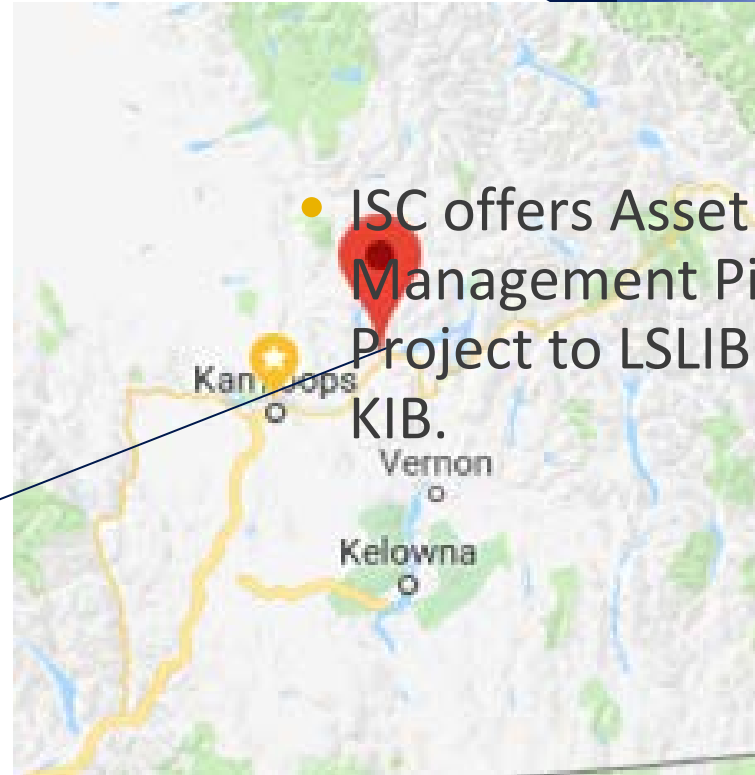 • ISC offers Asset
Management Pi
Project to LSLIB
KIB.
Vernon
Kelowna